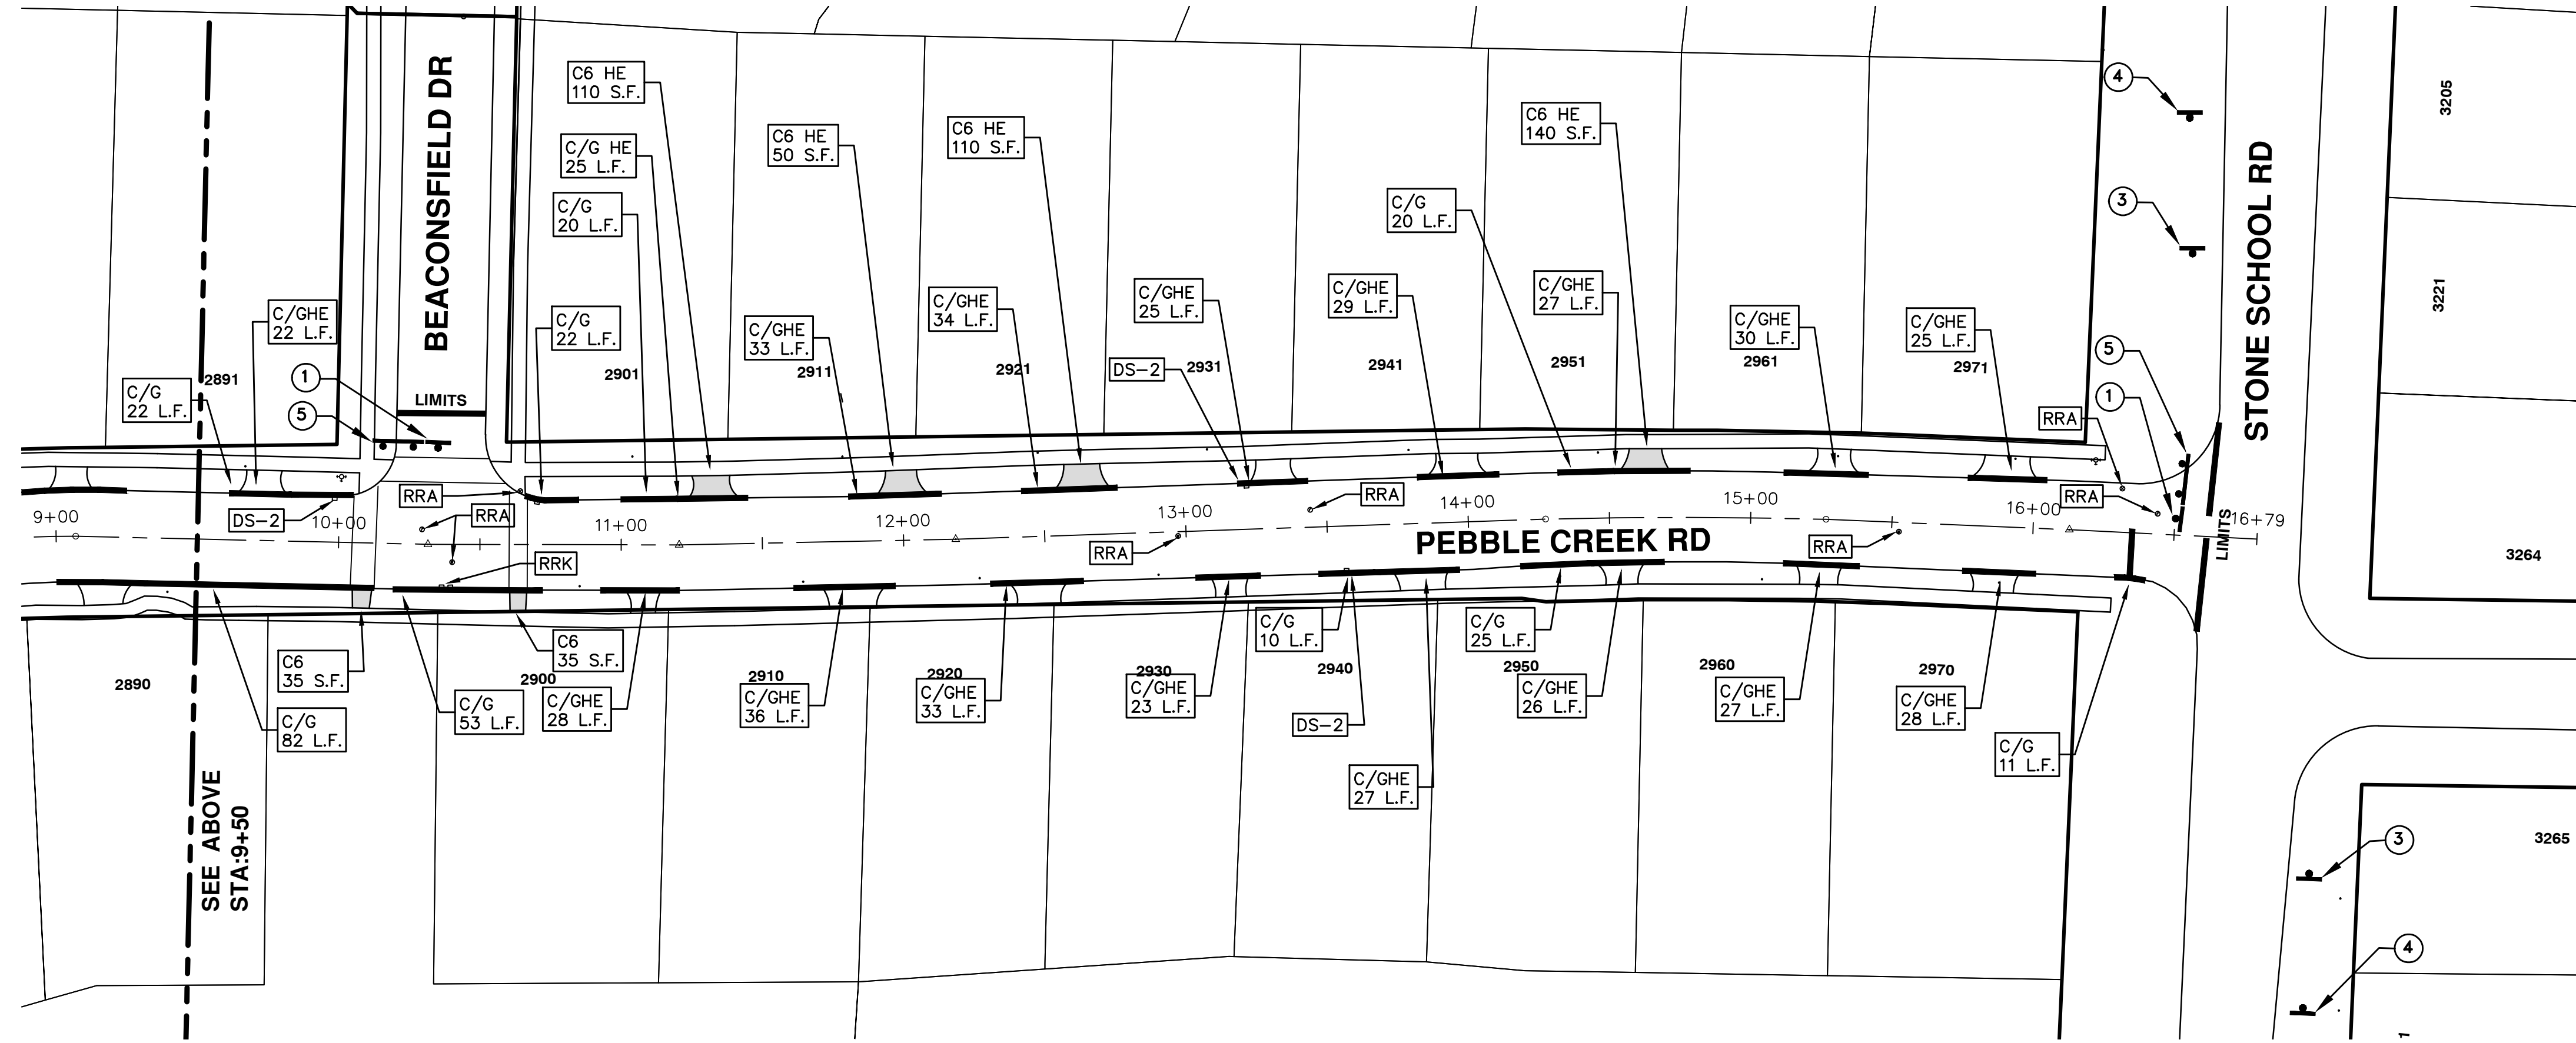 BEACONSFIELD DR
C6 HE
110 S.F.
C/G HE
25 L.F.
C/G
20 L.F.
C6 HE
50 S.F.
C6 HE
110 S.F.
C6 HE
140 S.F.
C/G
20 L.F.
4
3
3205
STONE SCHOOL RD
3221
C/GHE
22 L.F.
C/G
22 L.F.
C/GHE
33 L.F.
C/GHE
34 L.F.
C/GHE
25 L.F.
C/GHE
29 L.F.
C/GHE
27 L.F.
C/GHE
30 L.F.
C/GHE
25 L.F.
5
1
C/G
22 L.F.
2891
1
5
LIMITS
2901
2911
2921
DS-2
2931
2941
2951
2961
2971
RRA
RRA
RRA
RRA
RRA
9+00
DS-2
10+00
11+00
12+00
13+00
14+00
15+00
16+00
16+79
LIMITS
RRK
RRA
RRA
PEBBLE CREEK RD
3264
C6
35 S.F.
C6
35 S.F.
C/G
10 L.F.
C/G
25 L.F.
2890
2900
2910
2920
2930
2940
2950
2960
2970
C/G
82 L.F.
C/G
53 L.F.
C/GHE
28 L.F.
C/GHE
36 L.F.
C/GHE
33 L.F.
C/GHE
23 L.F.
DS-2
C/GHE
27 L.F.
C/GHE
26 L.F.
C/GHE
27 L.F.
C/GHE
28 L.F.
C/G
11 L.F.
SEE ABOVE
STA:9+50
3
3265
4
1